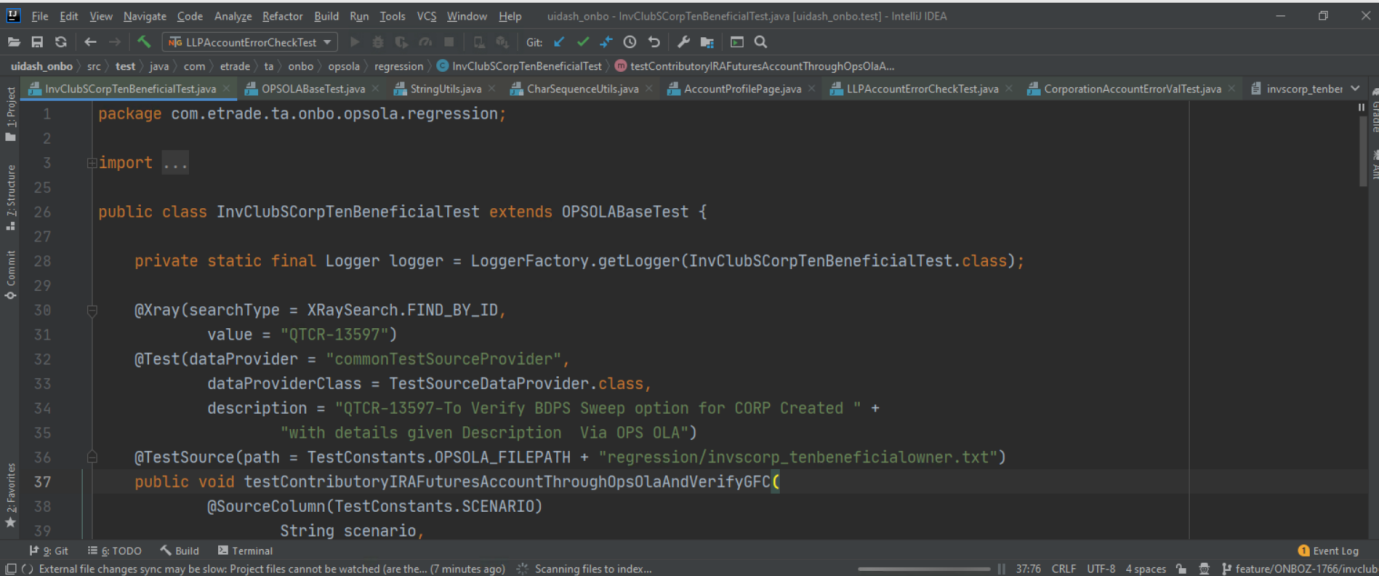 File Edit View Navigate Code Analyze Refactor Build Run Tools VCS Window Help uidash_onbo - InvClubSCorpTenBeneficialTest.java [uidash_onbo.test] - IntelliJ IDEA
LLPAccountErrorCheckTest Git:
uidash_onbo src test java com etrade ta onbo opsola regression InvClubSCorpTenBeneficialTest testContributoryIRAFuturesAccountThroughOpsOlaA...
InvClubSCorpTenBeneficialTest.java OPSOLABaseTest.java StringUtils.java CharSequenceUtils.java AccountProfilePage.java LLPAccountErrorCheckTest.java CorporationAccountErrorValTest.java invscorp_tenber
1: Project
7: Structure
Commit
2: Favorites
1 package com.etrade.ta.onbo.opsola.regression;
2
3 import ...
25
26 public class InvClubSCorpTenBeneficialTest extends OPSOLABaseTest {
27
28 private static final Logger logger = LoggerFactory.getLogger(InvClubSCorpTenBeneficialTest.class);
29
30 @Xray(searchType = XRaySearch.FIND_BY_ID,
31 value = "QTCR-13597")
32 @Test(dataProvider = "commonTestSourceProvider",
33 dataProviderClass = TestSourceDataProvider.class,
34 description = "QTCR-13597-To Verify BDPS Sweep option for CORP Created " +
35 "with details given Description  Via OPS OLA")
36 @TestSource(path = TestConstants.OPSOLA_FILEPATH + "regression/invscorp_tenbeneficialowner.txt")
37 public void testContributoryIRAFuturesAccountThroughOpsOlaAndVerifyGFC(
38 @SourceColumn(TestConstants.SCENARIO)
39 String scenario,
Gradle
Ant
9: Git 6: TODO Build Terminal 1 Event Log
External file changes sync may be slow: Project files cannot be watched (are the... (7 minutes ago) Scanning files to index... 37:76 CRLF UTF-8 4 spaces feature/ONBOZ-1766/invclub